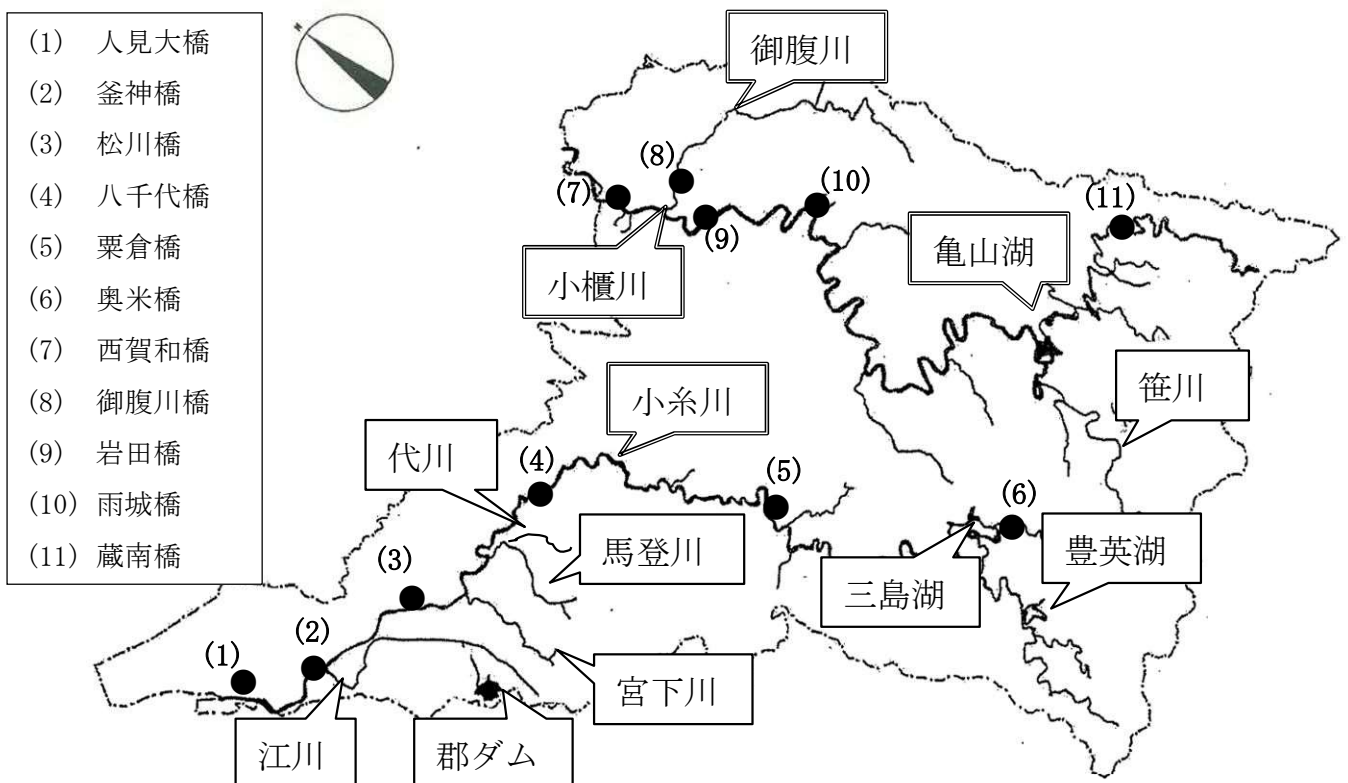 (1) 人見大橋
(2) 釜神橋
(3) 松川橋
(4) 八千代橋
(5) 粟倉橋
(6) 奥米橋
(7) 西賀和橋
(8) 御腹川橋
(9) 岩田橋
(10) 雨城橋
(11) 蔵南橋
N
御腹川
(8)
(7)
(10)
(9)
(11)
亀山湖
小櫃川
笹川
小糸川
代川
(4)
(5)
(6)
馬登川
豊英湖
三島湖
(3)
(2)
(1)
宮下川
江川
郡ダム